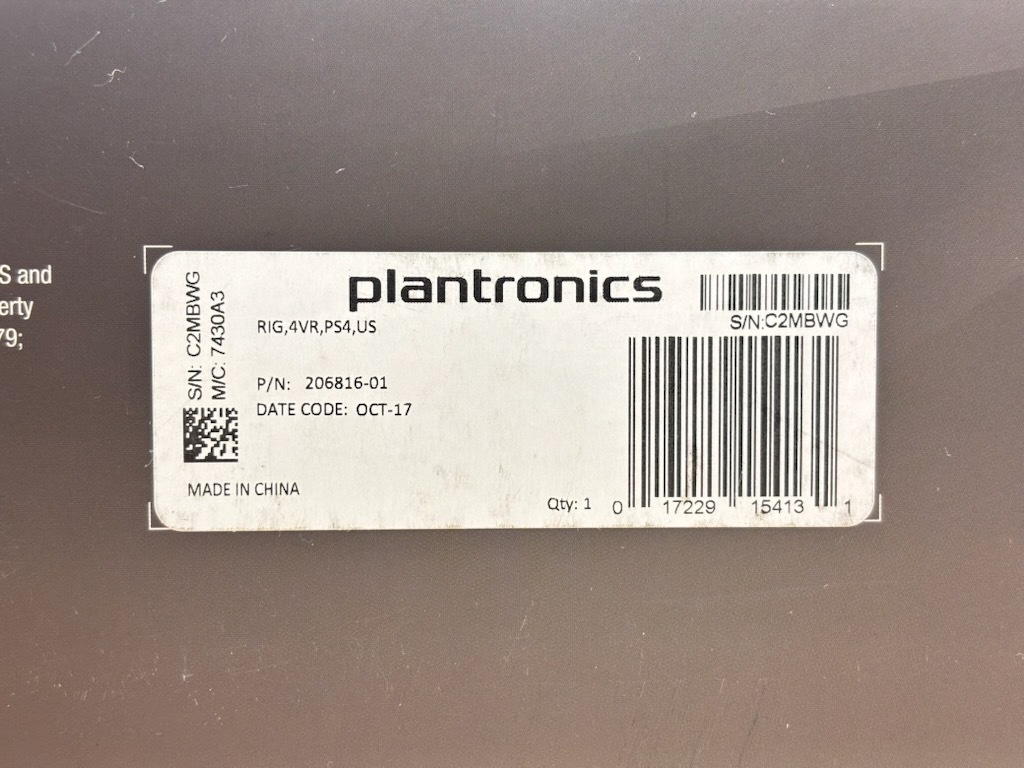 S and
erty
79;
S/N: C2MBWG
M/C: 7430A3
plantronics
RIG,4VR,PS4,US
P/N: 206816-01
DATE CODE: OCT-17
MADE IN CHINA
S/N:C2MBWG
Qty: 1
0 17229 15413 1